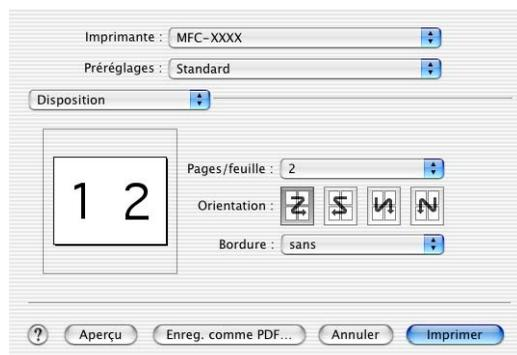 Imprimante : MFC-XXXX
Préréglages : Standard
Disposition
1 2
Pages/feuille : 2
Orientation :
Bordure : sans
? Aperçu Enreg. comme PDF... Annuler Imprimer